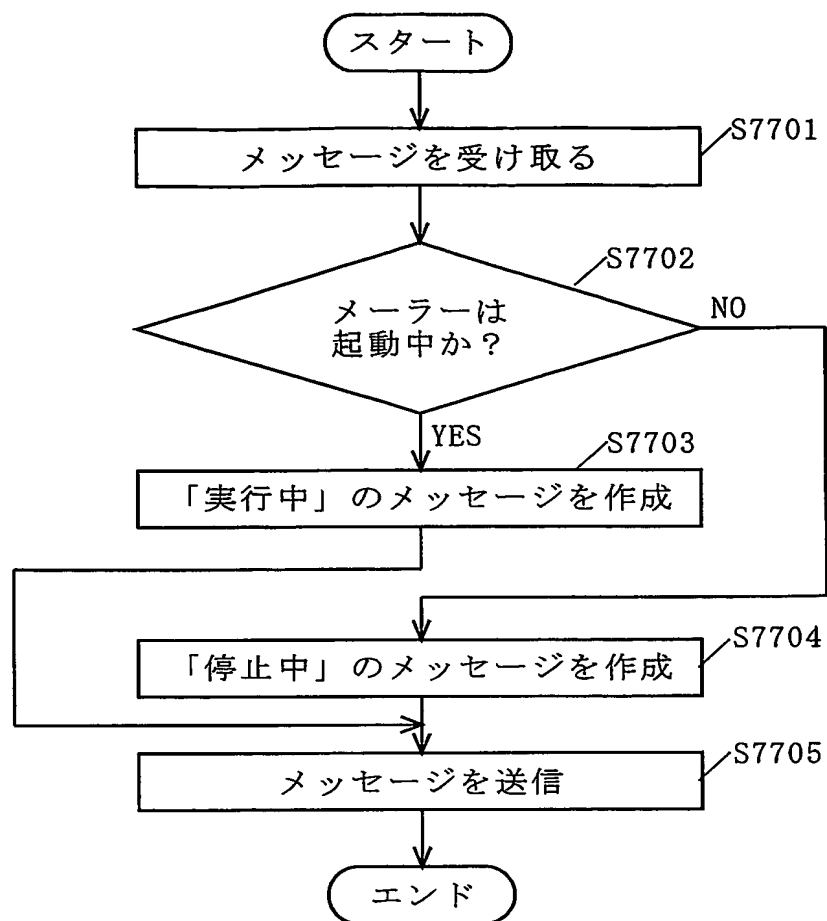 スタート
S7701
メッセージを受け取る
S7702
メーラーは
起動中か？
NO
YES
S7703
「実行中」のメッセージを作成
S7704
「停止中」のメッセージを作成
S7705
メッセージを送信
エンド